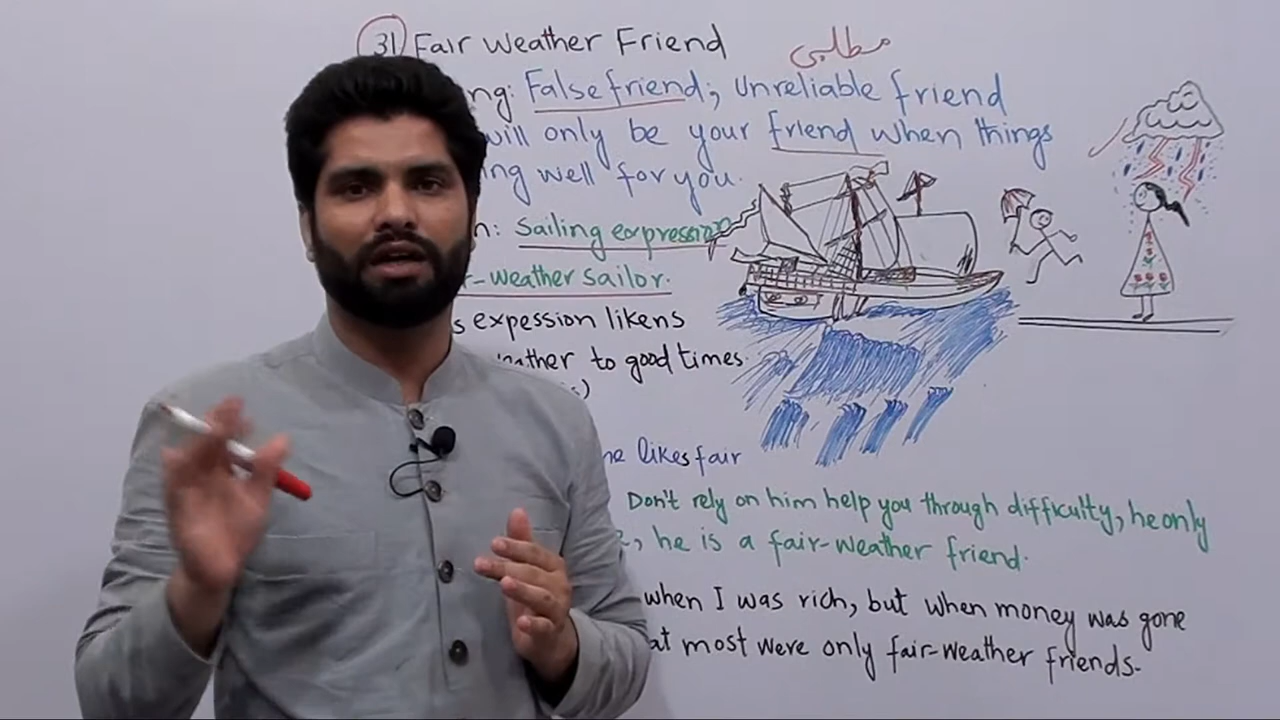 31 Fair Weather Friend مطلبی
ng: False friend; Unreliable friend
will only be your friend when things
ing well for you.
n: Sailing expression
r-weather sailor.
s expession likens
ather to good times.
he likes fair
Don't rely on him help you through difficulty, he only
, he is a fair-weather friend.
when I was rich, but when money was gone
at most were only fair-weather friends.